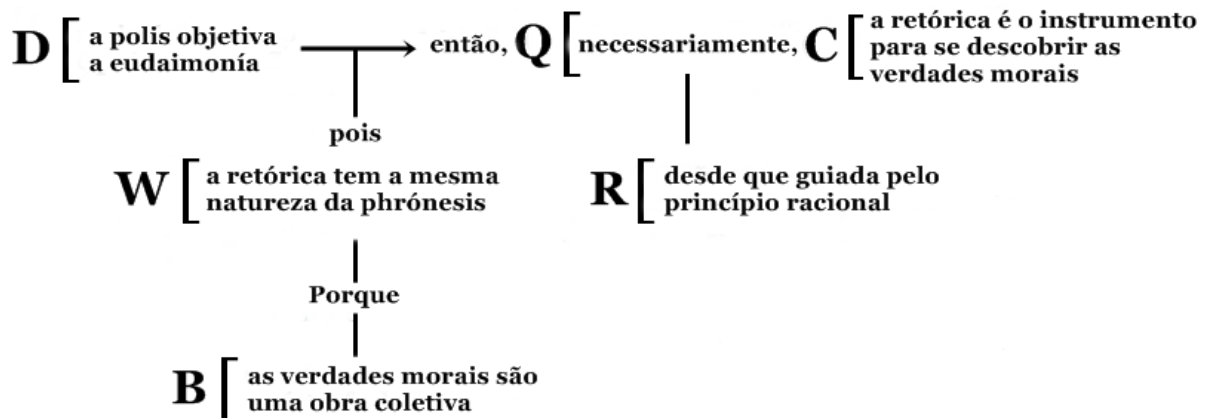 D [ a polis objetiva
a eudaimonía
então, Q [ necessariamente, C [ a retórica é o instrumento
para se descobrir as
verdades morais
pois
W [ a retórica tem a mesma
natureza da phrónesis
R [ desde que guiada pelo
princípio racional
Porque
B [ as verdades morais são
uma obra coletiva